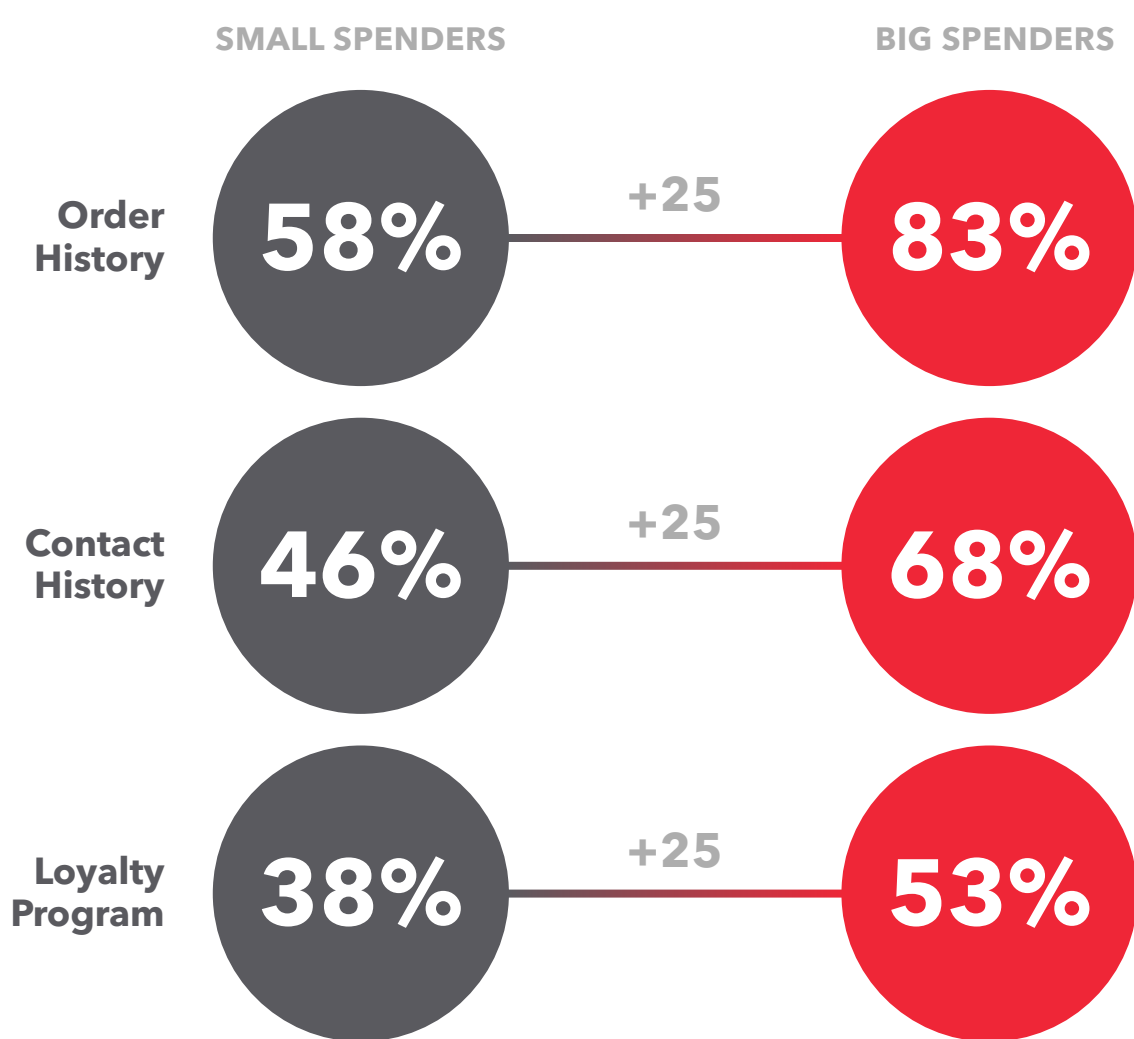 SMALL SPENDERS
BIG SPENDERS
Order
History
58%
+25
83%
Contact
History
46%
+25
68%
Loyalty
Program
38%
+25
53%